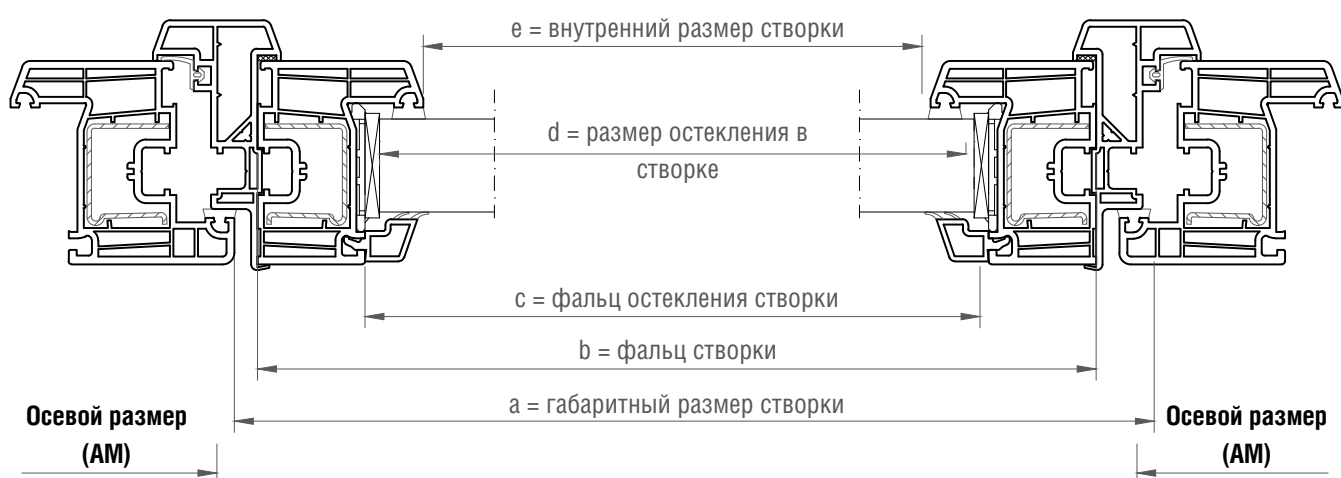 e = внутренний размер створки
d = размер остекления в
створке
c = фальц остекления створки
b = фальц створки
a = габаритный размер створки
Осевой размер
(AM)
Осевой размер
(AM)